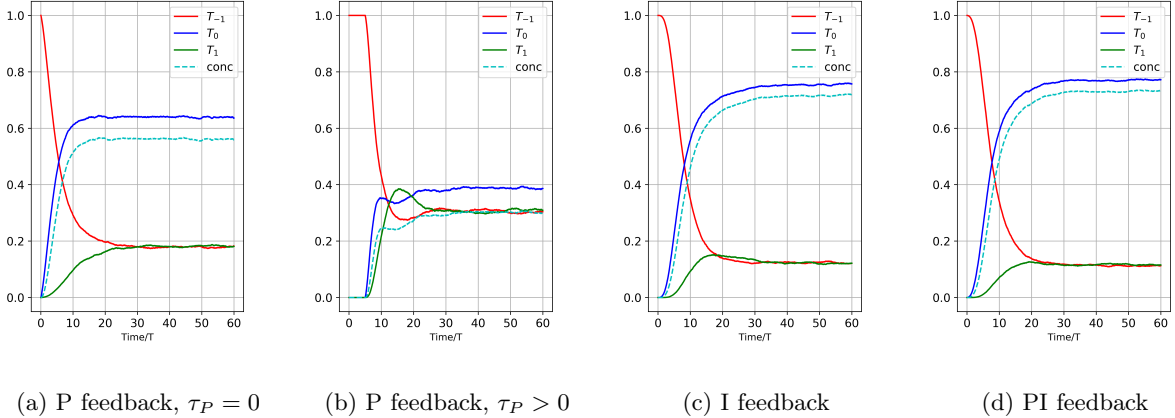 1.0
0.8
0.6
0.4
0.2
0.0
0 10 20 30 40 50 60
Time/T
T₋₁
T₀
T₁
conc
(a) P feedback, τ_P = 0
1.0
0.8
0.6
0.4
0.2
0.0
0 10 20 30 40 50 60
Time/T
T₋₁
T₀
T₁
conc
(b) P feedback, τ_P > 0
1.0
0.8
0.6
0.4
0.2
0.0
0 10 20 30 40 50 60
Time/T
T₋₁
T₀
T₁
conc
(c) I feedback
1.0
0.8
0.6
0.4
0.2
0.0
0 10 20 30 40 50 60
Time/T
T₋₁
T₀
T₁
conc
(d) PI feedback